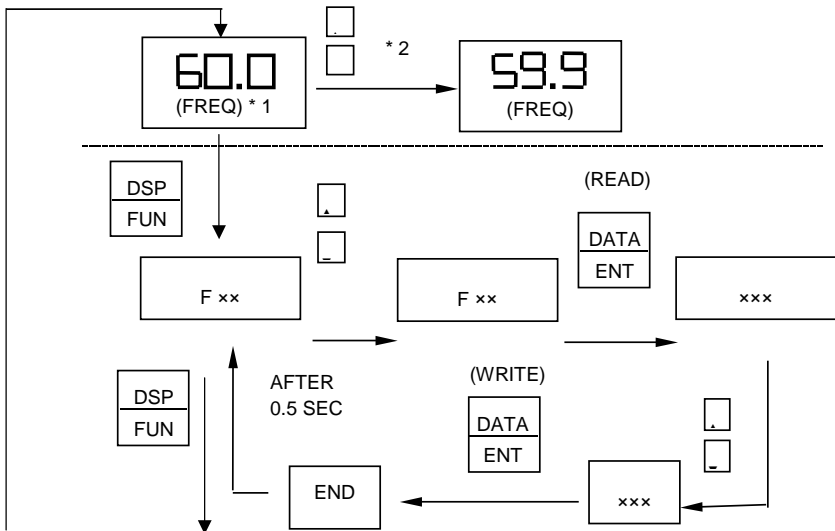 60.0
(FREQ) * 1
* 2
59.9
(FREQ)
DSP
FUN
(READ)
DATA
ENT
F ××
F ××
×××
DSP
FUN
AFTER
0.5 SEC
(WRITE)
DATA
ENT
END
×××